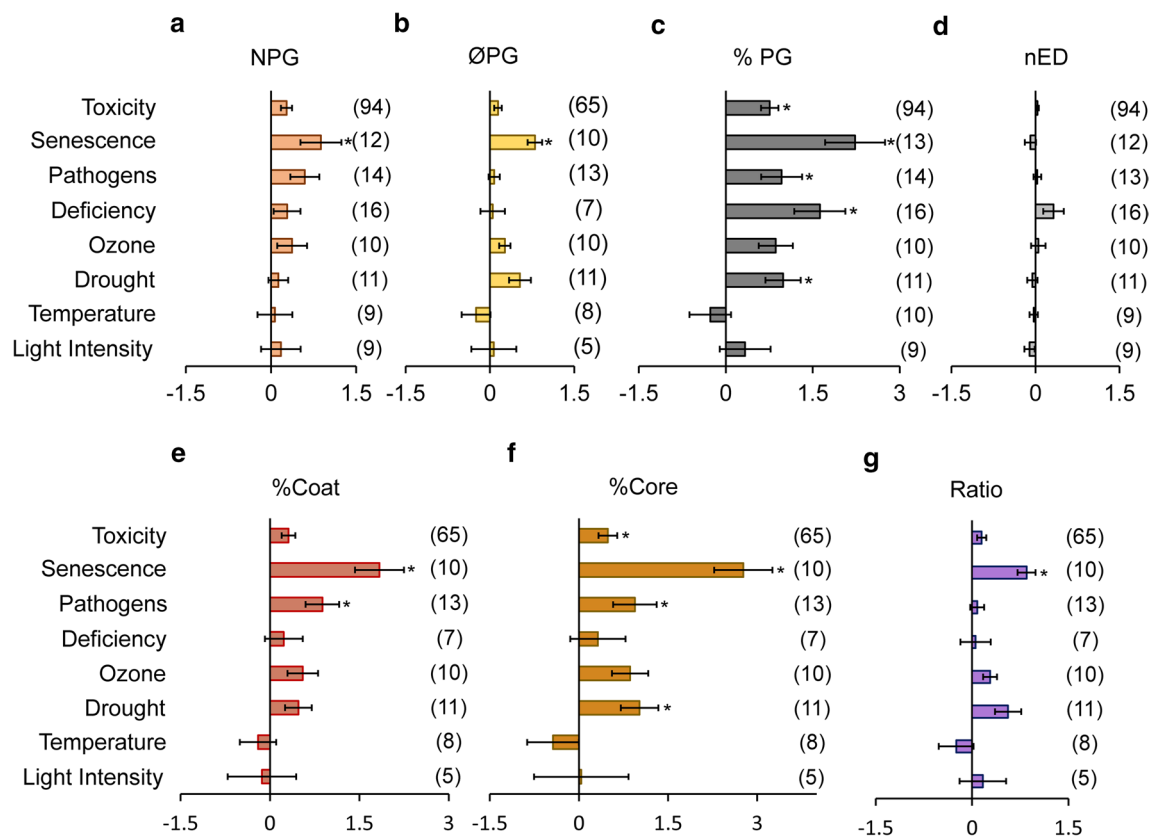 a b c d
NPG ØPG % PG nED
Toxicity (94) (65) * (94) (94)
Senescence *(12) * (10) *(13) (12)
Pathogens (14) (13) * (14) (13)
Deficiency (16) (7) * (16) (16)
Ozone (10) (10) (10) (10)
Drought (11) (11) * (11) (11)
Temperature (9) (8) (10) (9)
Light Intensity (9) (5) (9) (9)
-1.5 0 1.5 -1.5 0 1.5 -1.5 0 1.5 3 -1.5 0 1.5
e f g
%Coat %Core Ratio
Toxicity (65) * (65) (65)
Senescence * (10) * (10) * (10)
Pathogens * (13) * (13) (13)
Deficiency (7) (7) (7)
Ozone (10) (10) (10)
Drought (11) * (11) (11)
Temperature (8) (8) (8)
Light Intensity (5) (5) (5)
-1.5 0 1.5 3 -1.5 0 1.5 3 -1.5 0 1.5